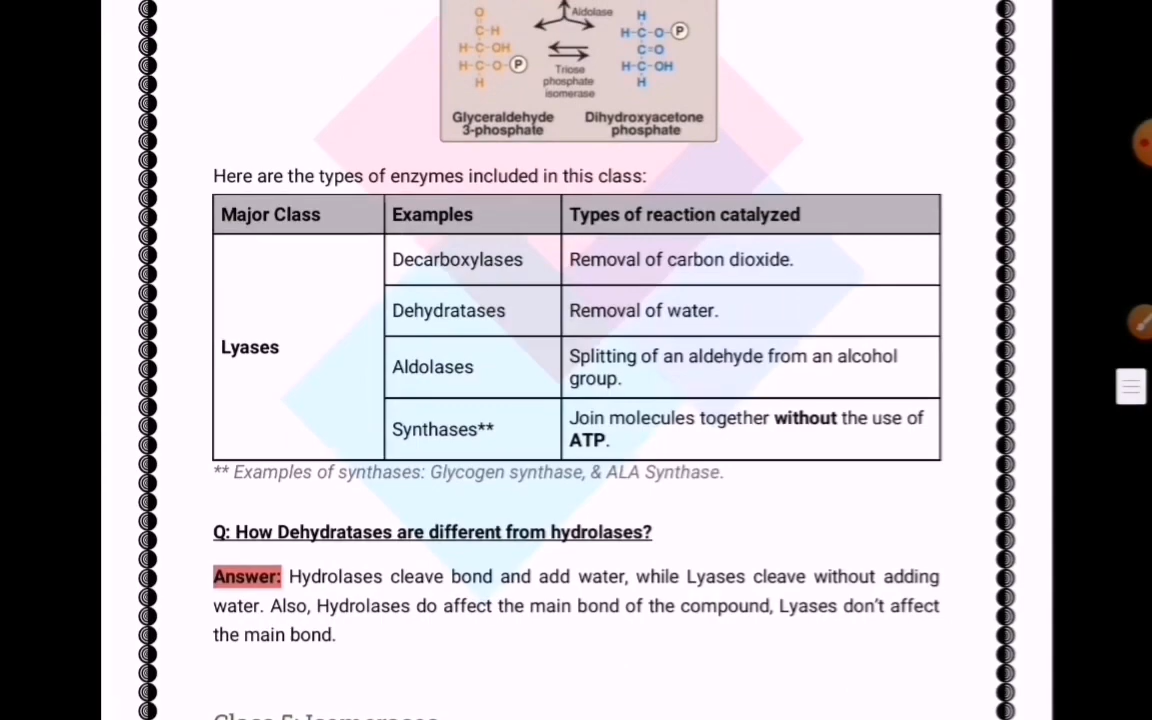 Aldolase
O
C-H
H-C-OH
H-C-O-P
H
Triose
phosphate
isomerase
H
H-C-O-P
C=O
H-C-OH
H
Glyceraldehyde
3-phosphate
Dihydroxyacetone
phosphate
Here are the types of enzymes included in this class:
Major Class Examples Types of reaction catalyzed
Lyases
Decarboxylases Removal of carbon dioxide.
Dehydratases Removal of water.
Aldolases Splitting of an aldehyde from an alcohol
group.
Synthases** Join molecules together without the use of
ATP.
** Examples of synthases: Glycogen synthase, & ALA Synthase.
Q: How Dehydratases are different from hydrolases?
Answer: Hydrolases cleave bond and add water, while Lyases cleave without adding
water. Also, Hydrolases do affect the main bond of the compound, Lyases don't affect
the main bond.